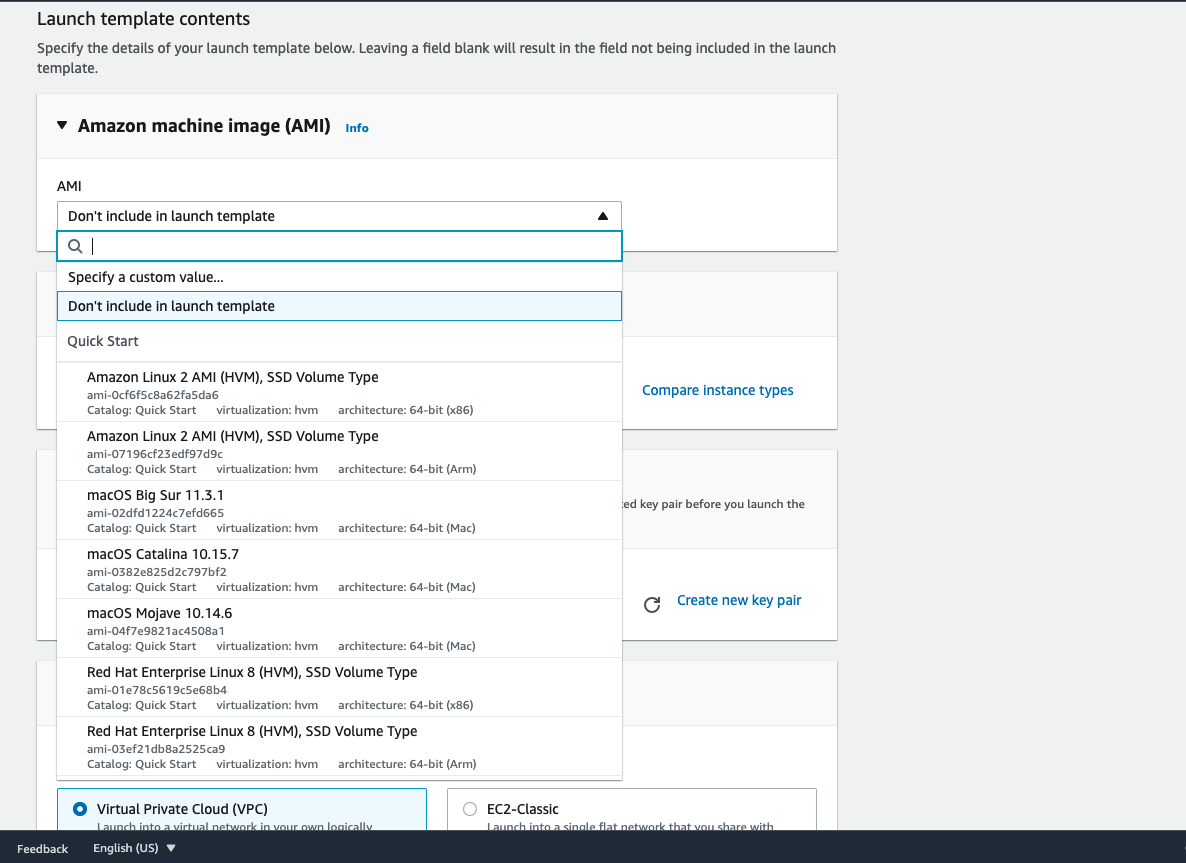 Launch template contents
Specify the details of your launch template below. Leaving a field blank will result in the field not being included in the launch
template.
Amazon machine image (AMI) Info
AMI
Don't include in launch template
Specify a custom value...
Don't include in launch template
Quick Start
Amazon Linux 2 AMI (HVM), SSD Volume Type
ami-0cf6f5c8a62fa5da6
Catalog: Quick Start virtualization: hvm architecture: 64-bit (x86)
Compare instance types
Amazon Linux 2 AMI (HVM), SSD Volume Type
ami-07196cf23edf97d9c
Catalog: Quick Start virtualization: hvm architecture: 64-bit (Arm)
macOS Big Sur 11.3.1
ami-02dfd1224c7efd665
Catalog: Quick Start virtualization: hvm architecture: 64-bit (Mac)
ted key pair before you launch the
macOS Catalina 10.15.7
ami-0382e825d2c797bf2
Catalog: Quick Start virtualization: hvm architecture: 64-bit (Mac)
Create new key pair
macOS Mojave 10.14.6
ami-04f7e9821ac4508a1
Catalog: Quick Start virtualization: hvm architecture: 64-bit (Mac)
Red Hat Enterprise Linux 8 (HVM), SSD Volume Type
ami-01e78c5619c5e68b4
Catalog: Quick Start virtualization: hvm architecture: 64-bit (x86)
Red Hat Enterprise Linux 8 (HVM), SSD Volume Type
ami-03ef21db8a2525ca9
Catalog: Quick Start virtualization: hvm architecture: 64-bit (Arm)
Virtual Private Cloud (VPC)
Launch into a virtual network in your own logically
EC2-Classic
Launch into a single flat network that you share with
Feedback English (US)